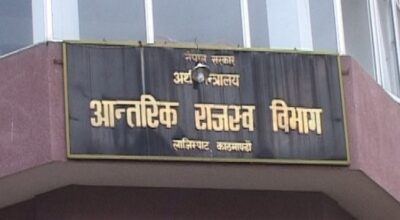 नेपाल सरकार
अर्थ मन्त्रालय
आन्तरिक राजस्व विभाग
लाजिम्पाट, काठमाण्डौ